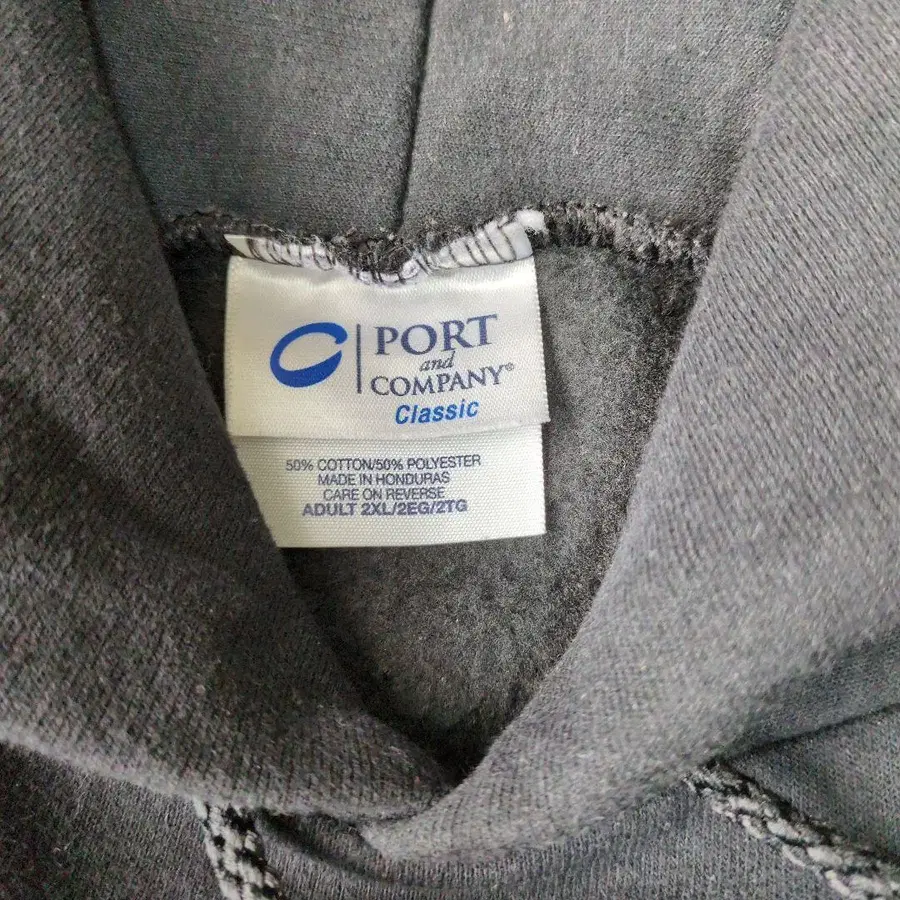 PORT
and
COMPANY®
Classic
50% COTTON/50% POLYESTER
MADE IN HONDURAS
CARE ON REVERSE
ADULT 2XL/2EG/2TG